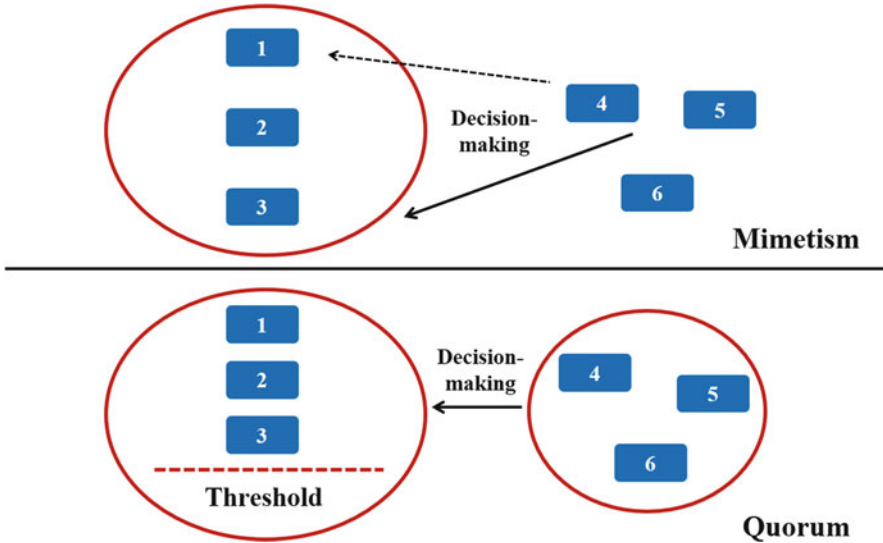 1
4
5
Decision-
making
2
3
6
Mimetism
1
Decision-
making
4
2
5
3
6
Threshold
Quorum